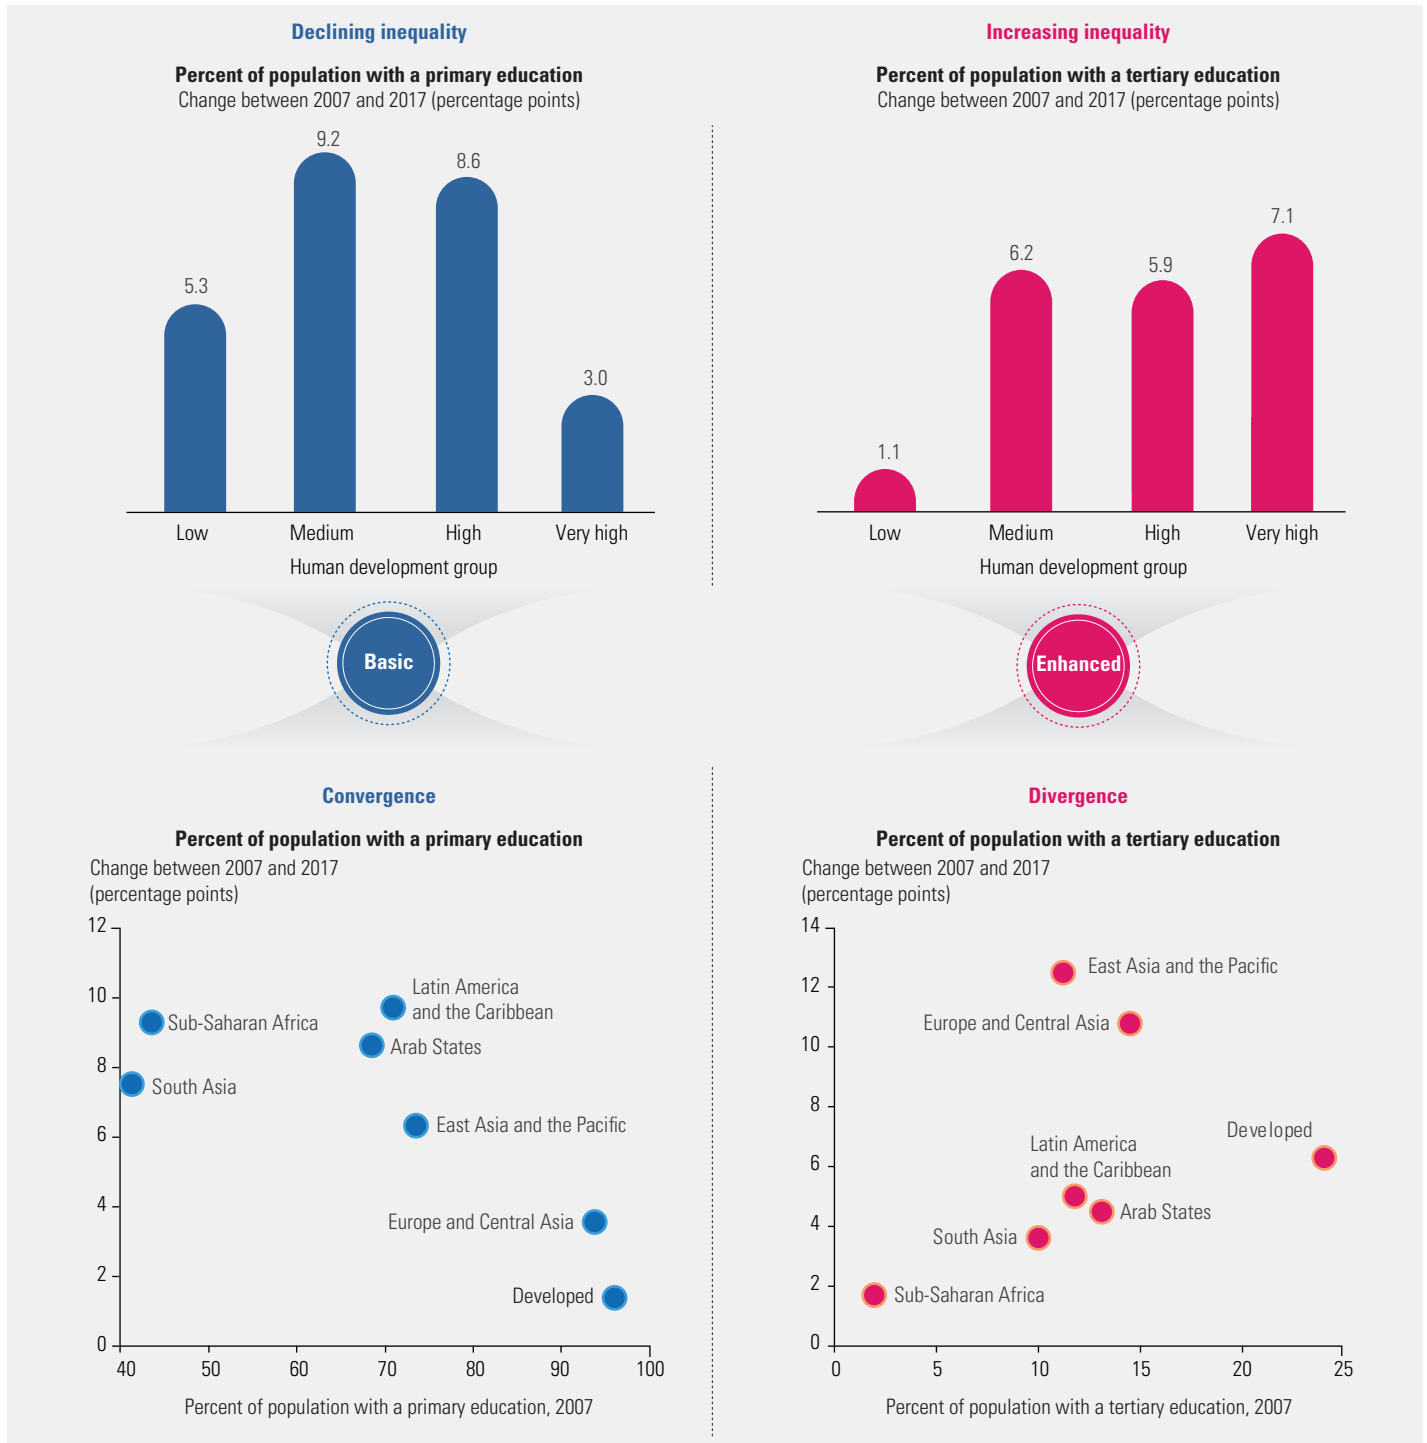 Declining inequality
Percent of population with a primary education
Change between 2007 and 2017 (percentage points)
9.2
8.6
5.3
3.0
Low Medium High Very high
Human development group
Increasing inequality
Percent of population with a tertiary education
Change between 2007 and 2017 (percentage points)
7.1
6.2
5.9
1.1
Low Medium High Very high
Human development group
Basic
Enhanced
Convergence
Percent of population with a primary education
Change between 2007 and 2017
(percentage points)
12
10
8
6
4
2
0
Latin America
and the Caribbean
Sub-Saharan Africa
Arab States
South Asia
East Asia and the Pacific
Europe and Central Asia
Developed
40 50 60 70 80 90 100
Percent of population with a primary education, 2007
Divergence
Percent of population with a tertiary education
Change between 2007 and 2017
(percentage points)
14
12
10
8
6
4
2
0
East Asia and the Pacific
Europe and Central Asia
Developed
Latin America
and the Caribbean
Arab States
South Asia
Sub-Saharan Africa
0 5 10 15 20 25
Percent of population with a tertiary education, 2007